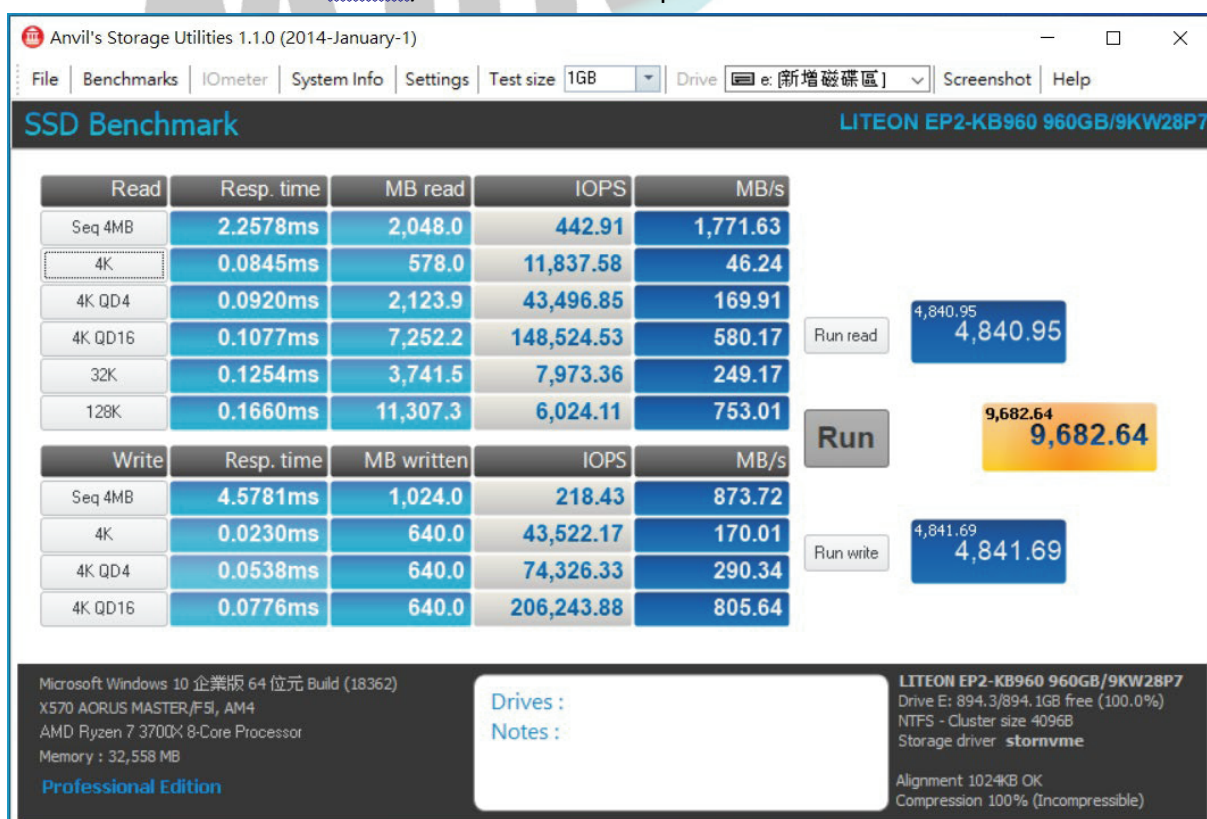 Anvil's Storage Utilities 1.1.0 (2014-January-1)
File Benchmarks IOmeter System Info Settings Test size 1GB Drive e: [新增磁碟區] Screenshot Help
SSD Benchmark LITEON EP2-KB960 960GB/9KW28P7
Read Resp. time MB read IOPS MB/s
Seq 4MB 2.2578ms 2,048.0 442.91 1,771.63
4K 0.0845ms 578.0 11,837.58 46.24
4K QD4 0.0920ms 2,123.9 43,496.85 169.91
4K QD16 0.1077ms 7,252.2 148,524.53 580.17
32K 0.1254ms 3,741.5 7,973.36 249.17
128K 0.1660ms 11,307.3 6,024.11 753.01
Run read
4,840.95
4,840.95
Run
9,682.64
9,682.64
Write Resp. time MB written IOPS MB/s
Seq 4MB 4.5781ms 1,024.0 218.43 873.72
4K 0.0230ms 640.0 43,522.17 170.01
4K QD4 0.0538ms 640.0 74,326.33 290.34
4K QD16 0.0776ms 640.0 206,243.88 805.64
Run write
4,841.69
4,841.69
Microsoft Windows 10 企業版 64 位元 Build (18362)
X570 AORUS MASTER/F5l, AM4
AMD Ryzen 7 3700X 8-Core Processor
Memory : 32,558 MB
Professional Edition
Drives :
Notes :
LITEON EP2-KB960 960GB/9KW28P7
Drive E: 894.3/894.1GB free (100.0%)
NTFS - Cluster size 4096B
Storage driver stornvme
Alignment 1024KB OK
Compression 100% (Incompressible)